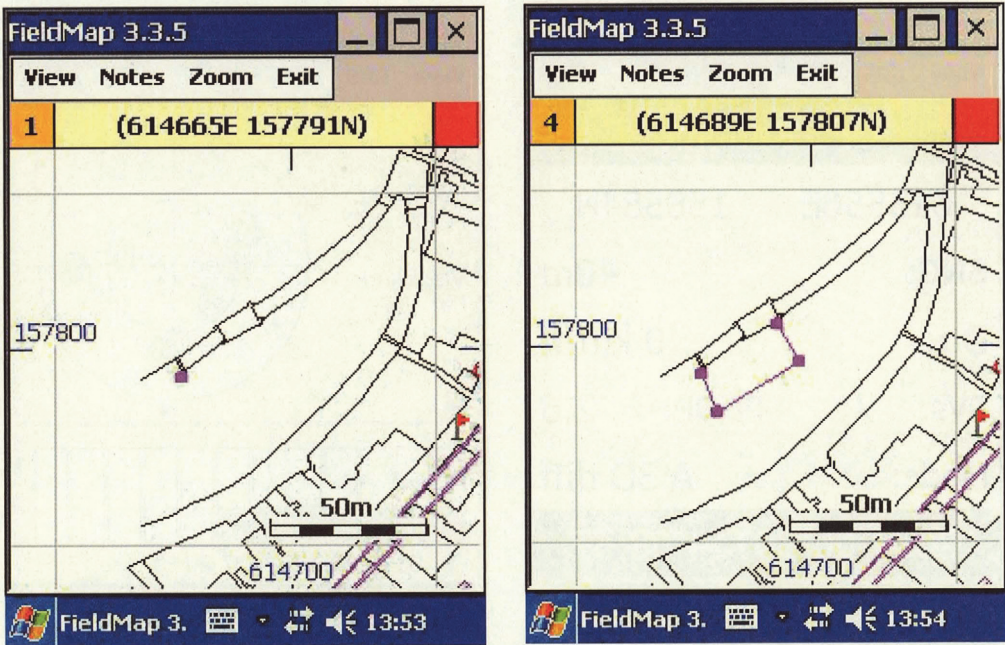 FieldMap 3.3.5
View Notes Zoom Exit
1 (614665E 157791N)
157800
50m
614700
FieldMap 3. 13:53
FieldMap 3.3.5
View Notes Zoom Exit
4 (614689E 157807N)
157800
50m
614700
FieldMap 3. 13:54